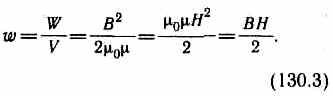 w = W/V = B²/2μ₀μ = μ₀μH²/2 = BH/2.
(130.3)